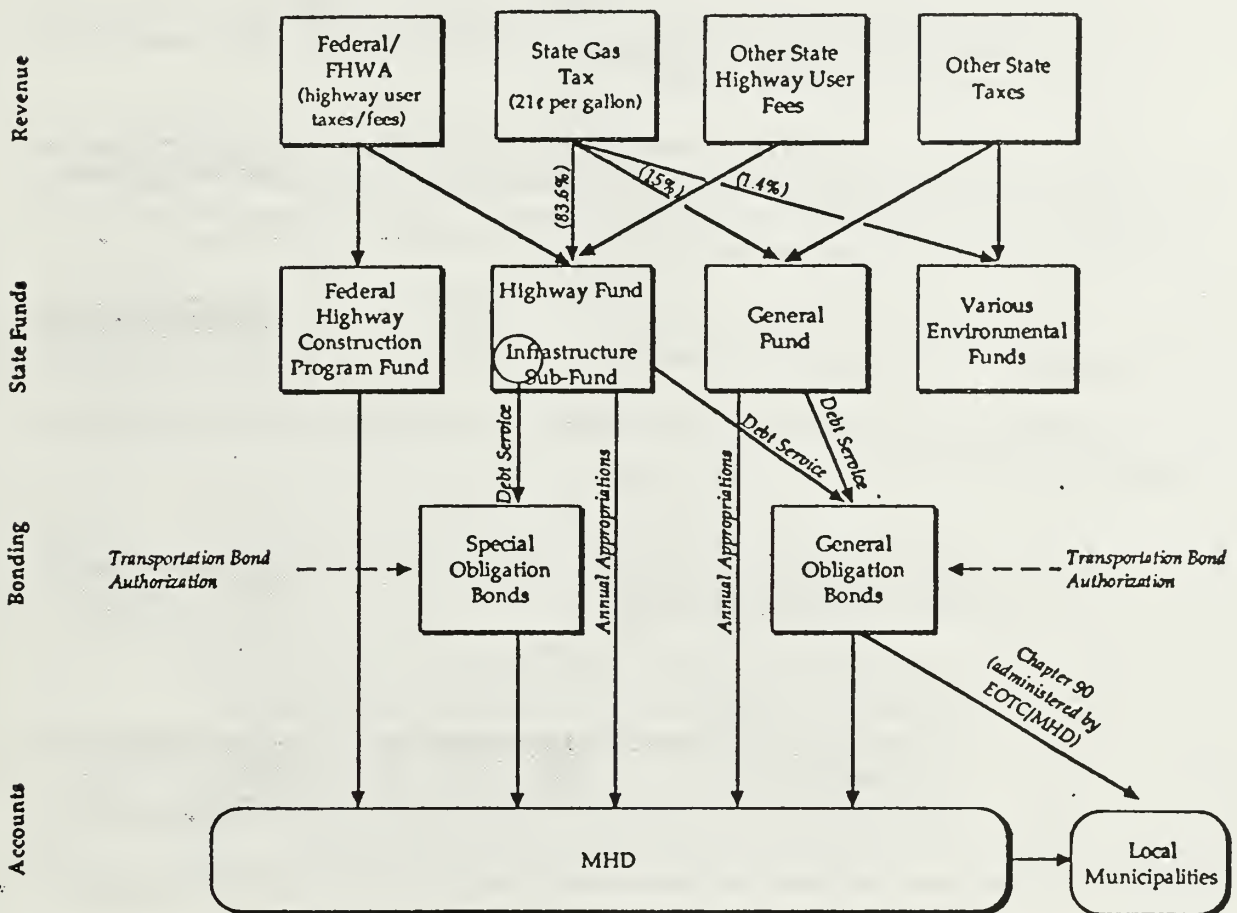 Revenue
Federal/
FHWA
(highway user
taxes/fees)
State Gas
Tax
(21¢ per gallon)
Other State
Highway User
Fees
Other State
Taxes
(83.6%)
(15%)
(1.4%)
State Funds
Federal
Highway
Construction
Program Fund
Highway Fund
Infrastructure
Sub-Fund
General
Fund
Various
Environmental
Funds
Debt Service
Annual Appropriations
Debt Service
Annual Appropriations
Debt Service
Bonding
Transportation Bond
Authorization
Special
Obligation
Bonds
General
Obligation
Bonds
Transportation Bond
Authorization
Chapter 90
(administered by
EOTC/MHD)
Accounts
MHD
Local
Municipalities